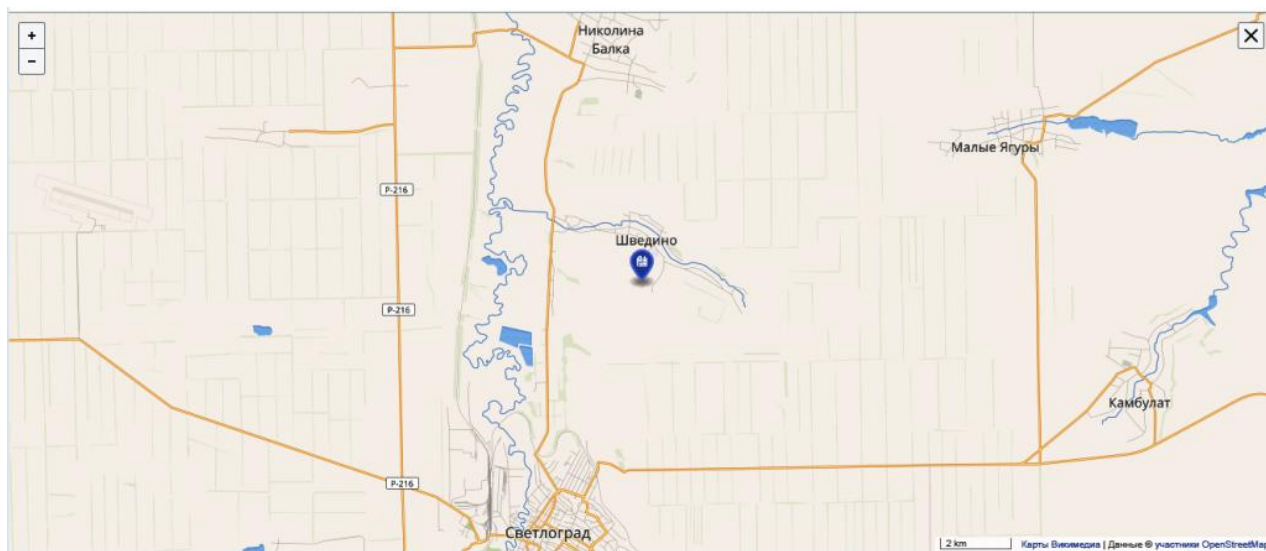 +
−
Николина
Балка
Малые Ягуры
Р-216
Шведино
Р-216
Камбулат
Р-216
Светлоград
2 km
Карты Викимедиа | Данные © участники OpenStreetMap